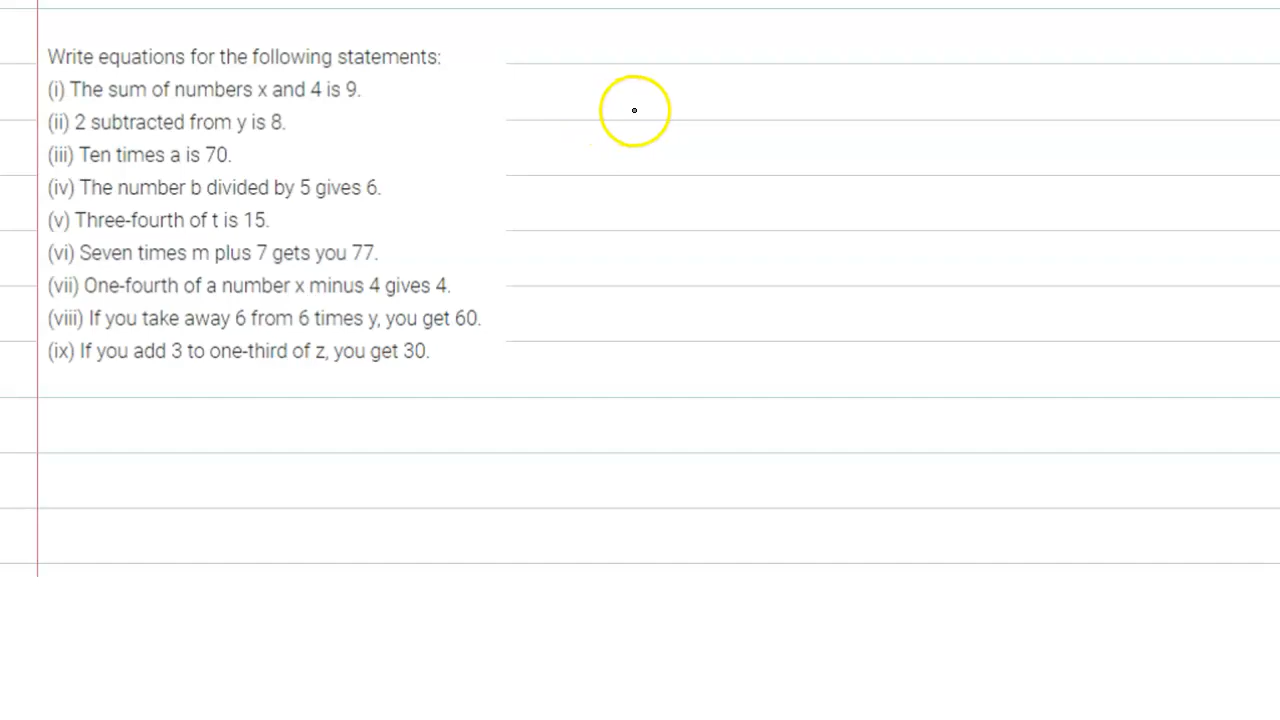 Write equations for the following statements:
(i) The sum of numbers x and 4 is 9.
(ii) 2 subtracted from y is 8.
(iii) Ten times a is 70.
(iv) The number b divided by 5 gives 6.
(v) Three-fourth of t is 15.
(vi) Seven times m plus 7 gets you 77.
(vii) One-fourth of a number x minus 4 gives 4.
(viii) If you take away 6 from 6 times y, you get 60.
(ix) If you add 3 to one-third of z, you get 30.